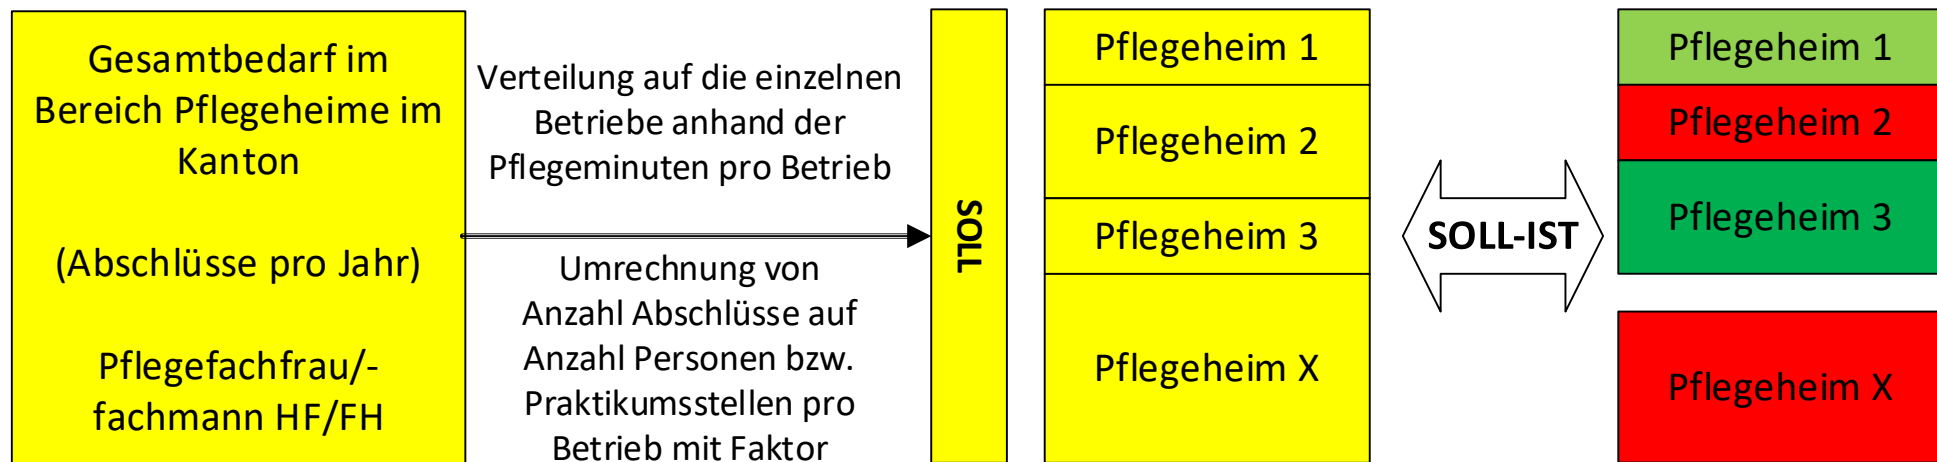 Gesamtbedarf im
Bereich Pflegeheime im
Kanton
(Abschlüsse pro Jahr)
Pflegefachfrau/-
fachmann HF/FH
Verteilung auf die einzelnen
Betriebe anhand der
Pflegeminuten pro Betrieb
Umrechnung von
Anzahl Abschlüsse auf
Anzahl Personen bzw.
Praktikumsstellen pro
Betrieb mit Faktor
SOLL
Pflegeheim 1
Pflegeheim 2
Pflegeheim 3
Pflegeheim X
SOLL-IST
Pflegeheim 1
Pflegeheim 2
Pflegeheim 3
Pflegeheim X